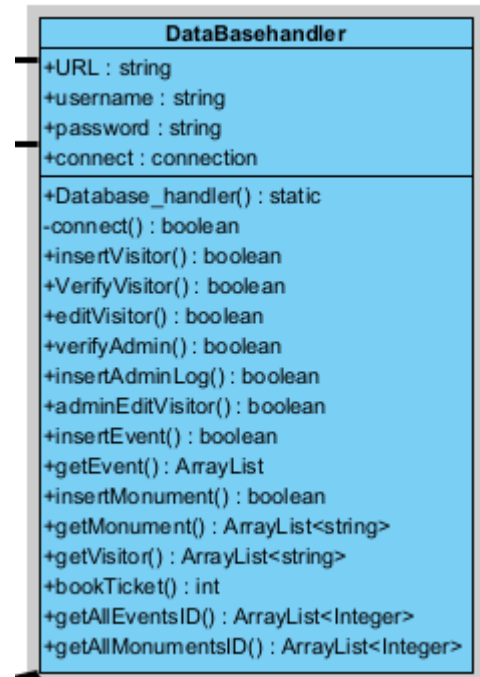 DataBasehandler
+URL : string
+username : string
+password : string
+connect : connection
+Database_handler() : static
-connect() : boolean
+insertVisitor() : boolean
+VerifyVisitor() : boolean
+editVisitor() : boolean
+verifyAdmin() : boolean
+insertAdminLog() : boolean
+adminEditVisitor() : boolean
+insertEvent() : boolean
+getEvent() : ArrayList
+insertMonument() : boolean
+getMonument() : ArrayList<string>
+getVisitor() : ArrayList<string>
+bookTicket() : int
+getAllEventsID() : ArrayList<Integer>
+getAllMonumentsID() : ArrayList<Integer>